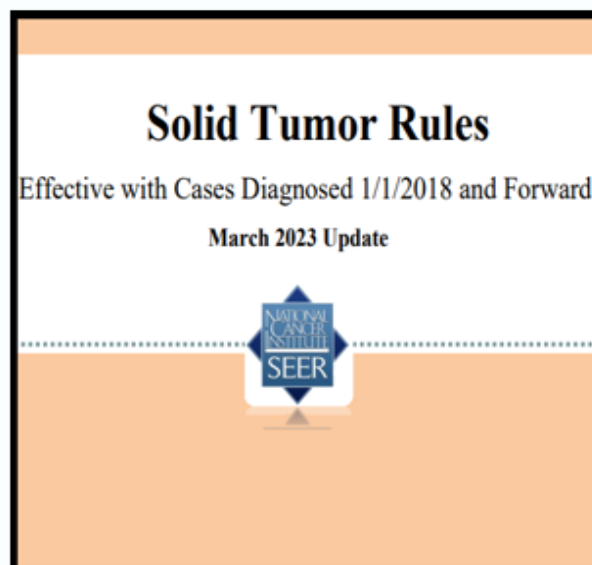 Solid Tumor Rules
Effective with Cases Diagnosed 1/1/2018 and Forward
March 2023 Update
NATIONAL
CANCER
INSTITUTE
SEER